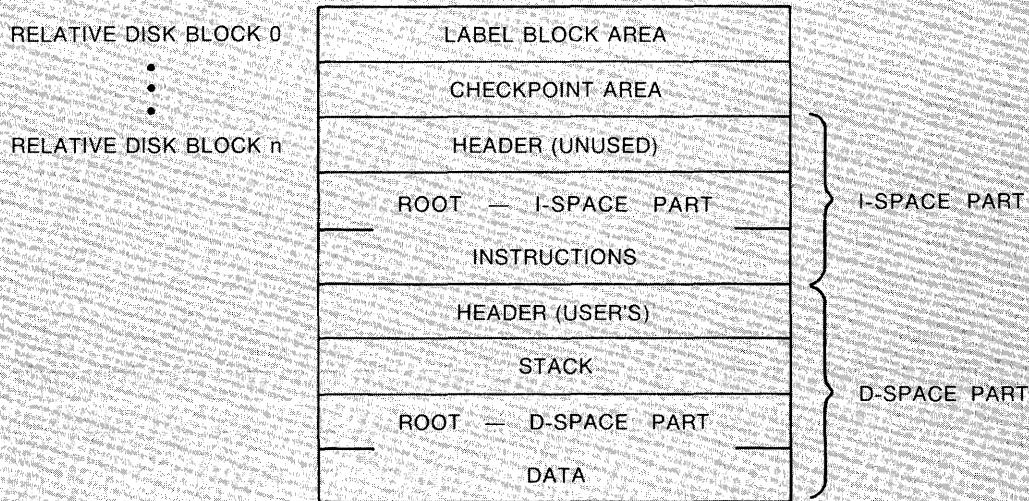 RELATIVE DISK BLOCK 0
LABEL BLOCK AREA
CHECKPOINT AREA
RELATIVE DISK BLOCK n
HEADER (UNUSED)
ROOT — I-SPACE PART
I-SPACE PART
INSTRUCTIONS
HEADER (USER'S)
STACK
D-SPACE PART
ROOT — D-SPACE PART
DATA